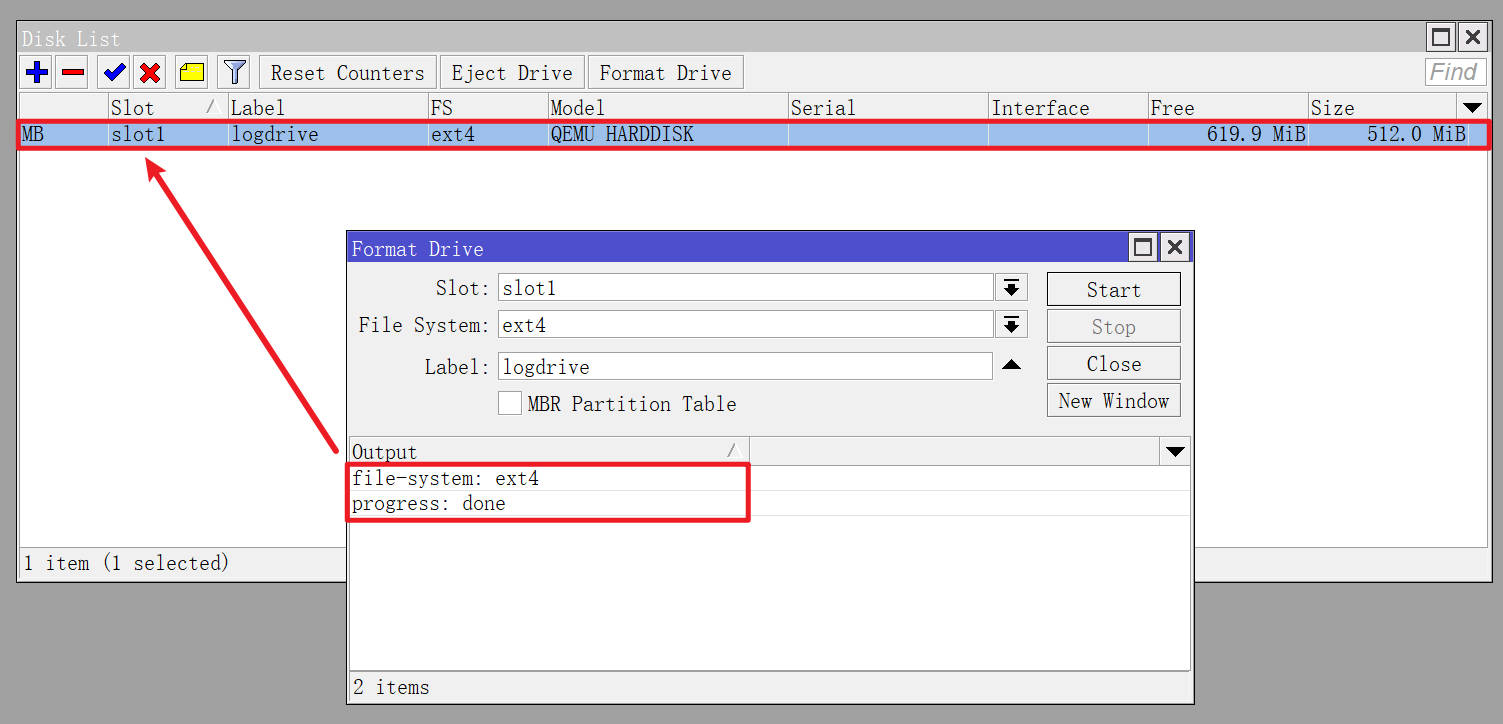 Disk List
Reset Counters Eject Drive Format Drive Find
Slot Label FS Model Serial Interface Free Size
MB slot1 logdrive ext4 QEMU HARDDISK 619.9 MiB 512.0 MiB
Format Drive
Slot: slot1 Start
File System: ext4 Stop
Label: logdrive Close
MBR Partition Table New Window
Output
file-system: ext4
progress: done
1 item (1 selected)
2 items